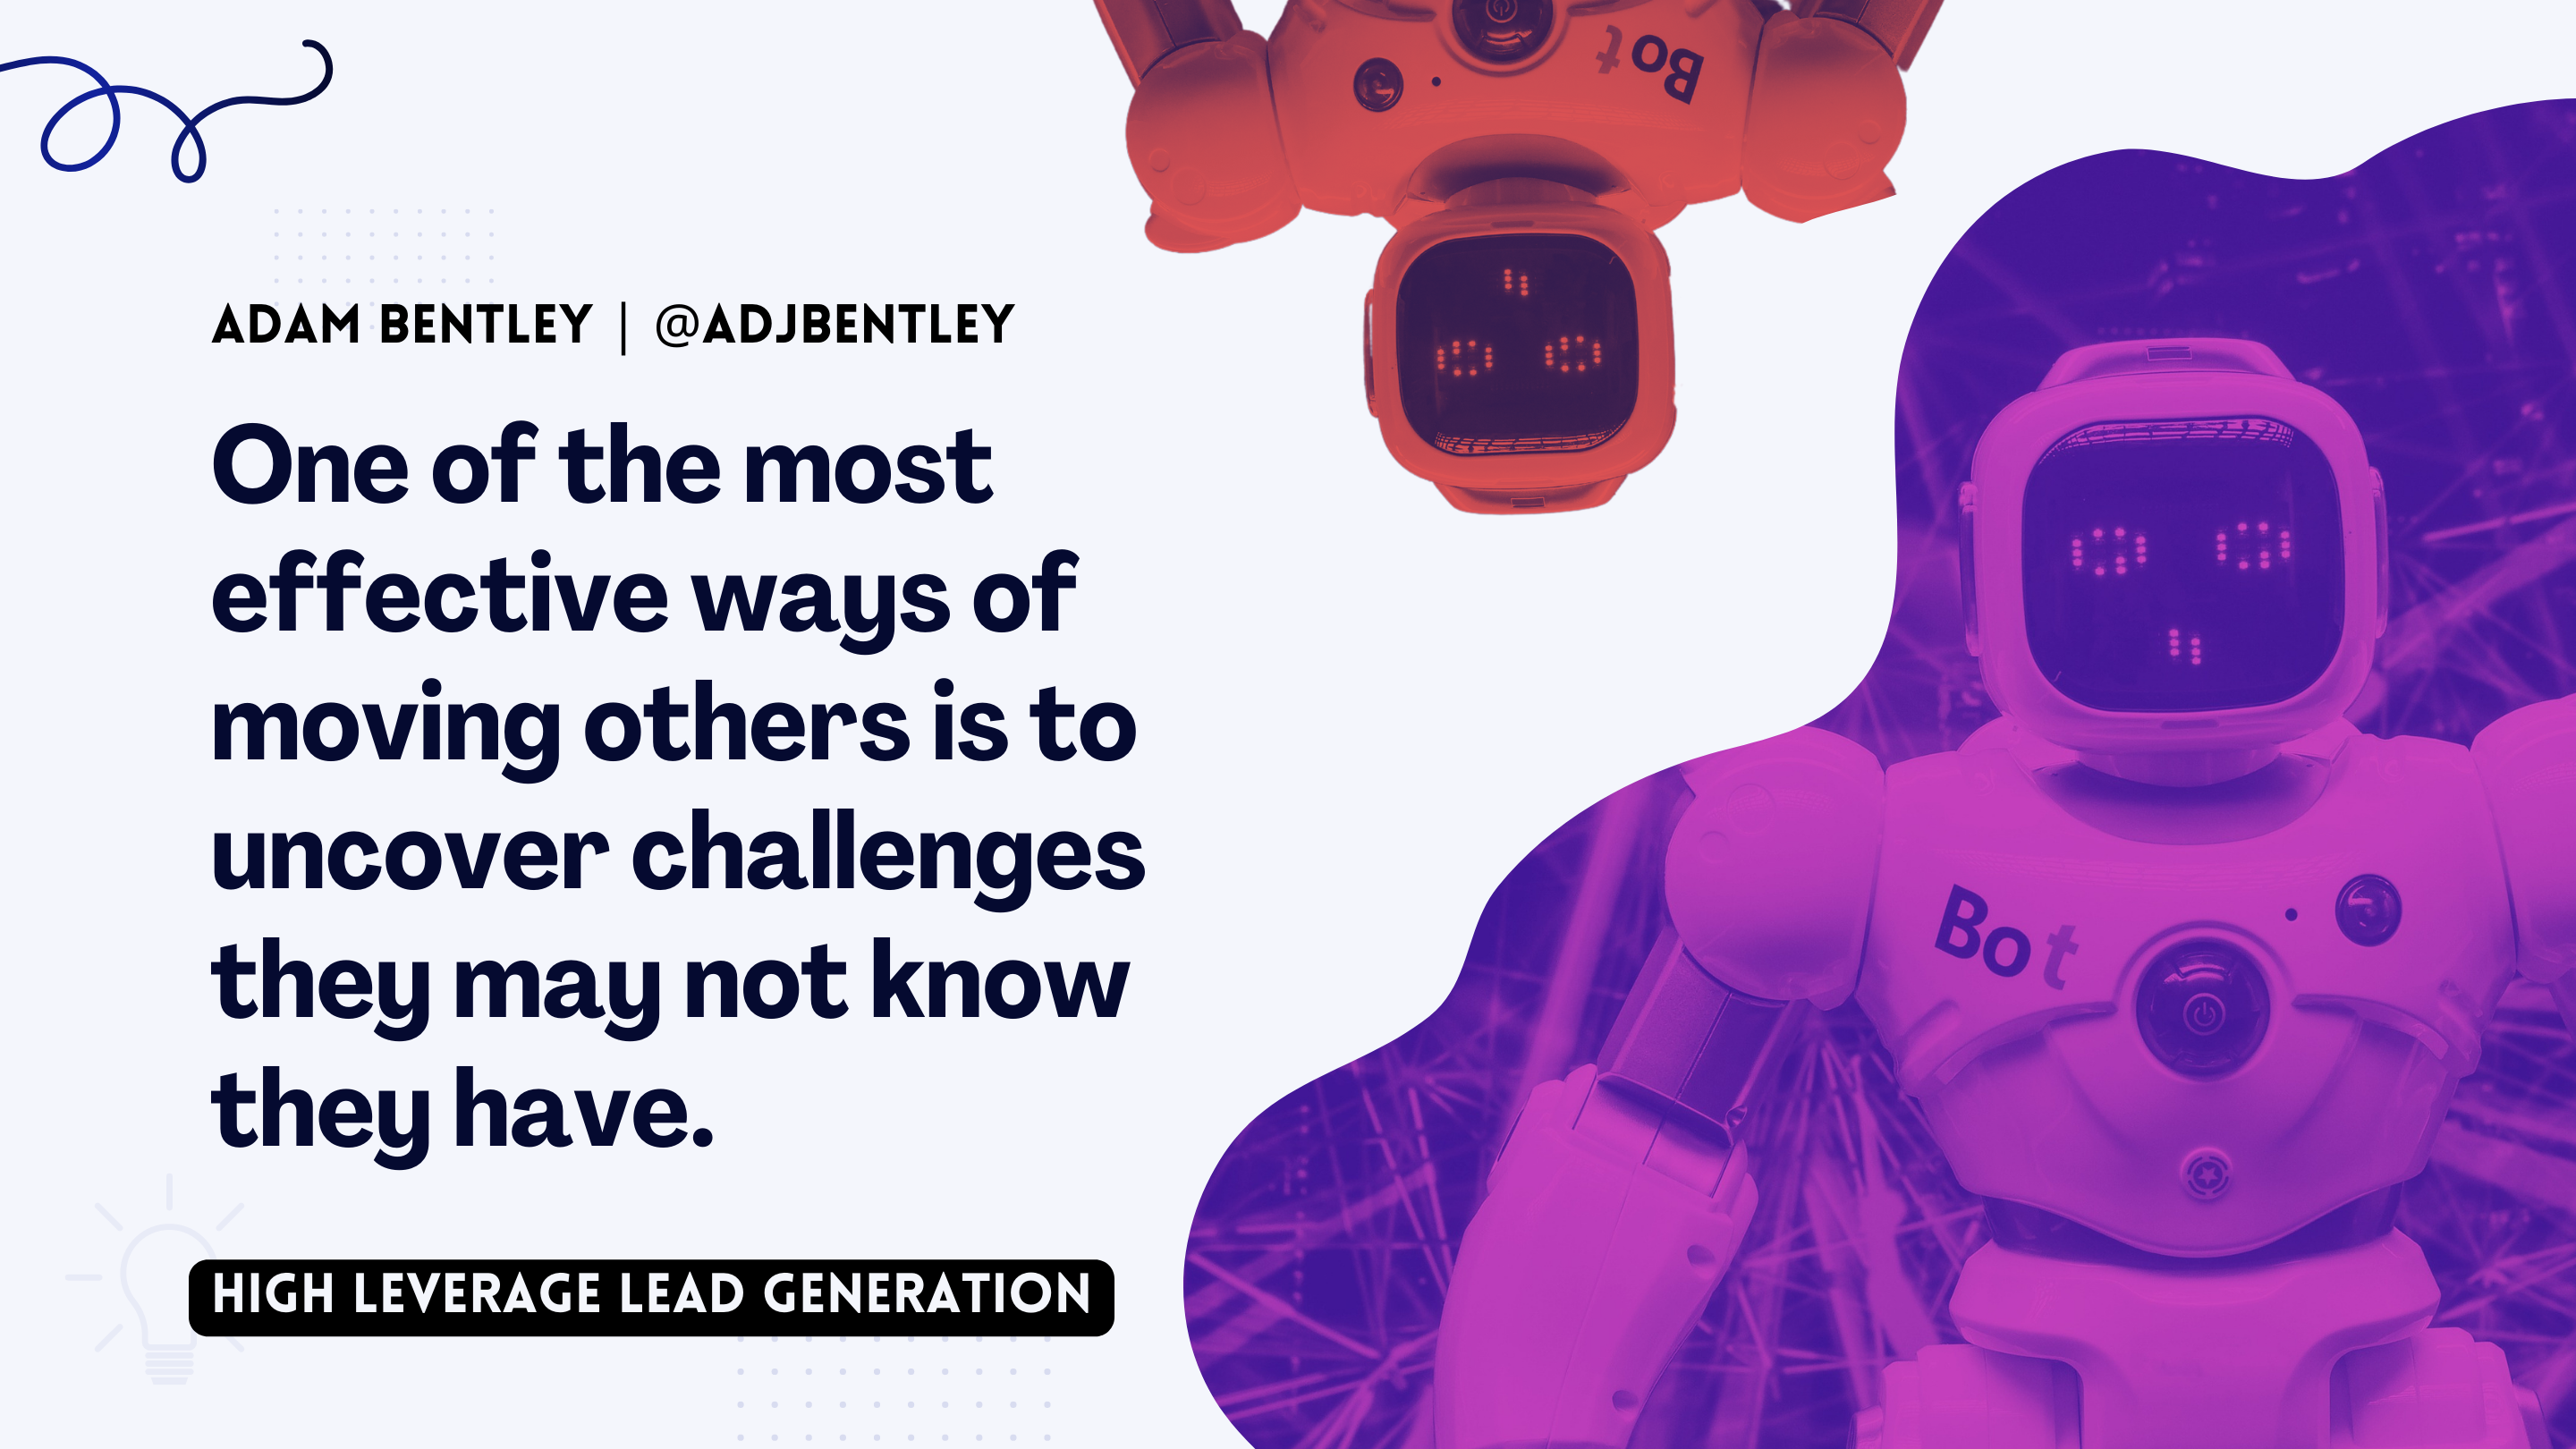 ADAM BENTLEY | @ADJBENTLEY
One of the most
effective ways of
moving others is to
uncover challenges
they may not know
they have.
HIGH LEVERAGE LEAD GENERATION
Bot
Bot